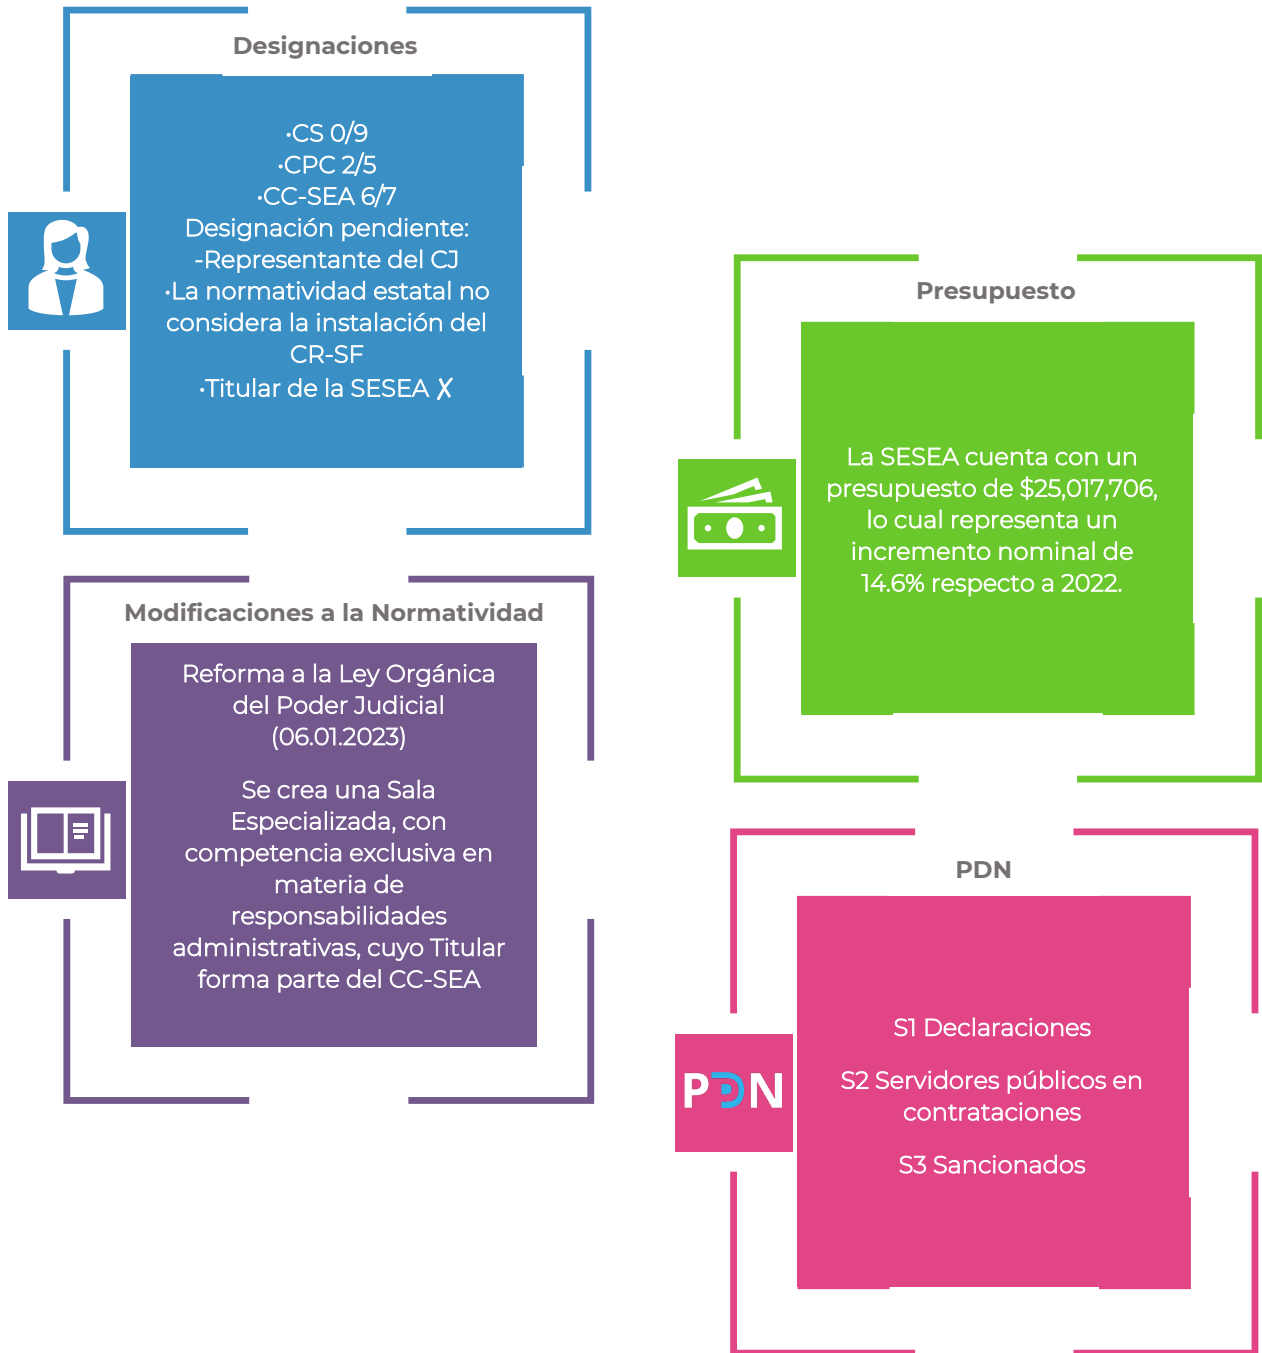 Designaciones
•CS 0/9
•CPC 2/5
•CC-SEA 6/7
Designación pendiente:
-Representante del CJ
•La normatividad estatal no
considera la instalación del
CR-SF
•Titular de la SESEA ✗
Modificaciones a la Normatividad
Reforma a la Ley Orgánica
del Poder Judicial
(06.01.2023)
Se crea una Sala
Especializada, con
competencia exclusiva en
materia de
responsabilidades
administrativas, cuyo Titular
forma parte del CC-SEA
Presupuesto
La SESEA cuenta con un
presupuesto de $25,017,706,
lo cual representa un
incremento nominal de
14.6% respecto a 2022.
PDN
PDN
S1 Declaraciones
S2 Servidores públicos en
contrataciones
S3 Sancionados